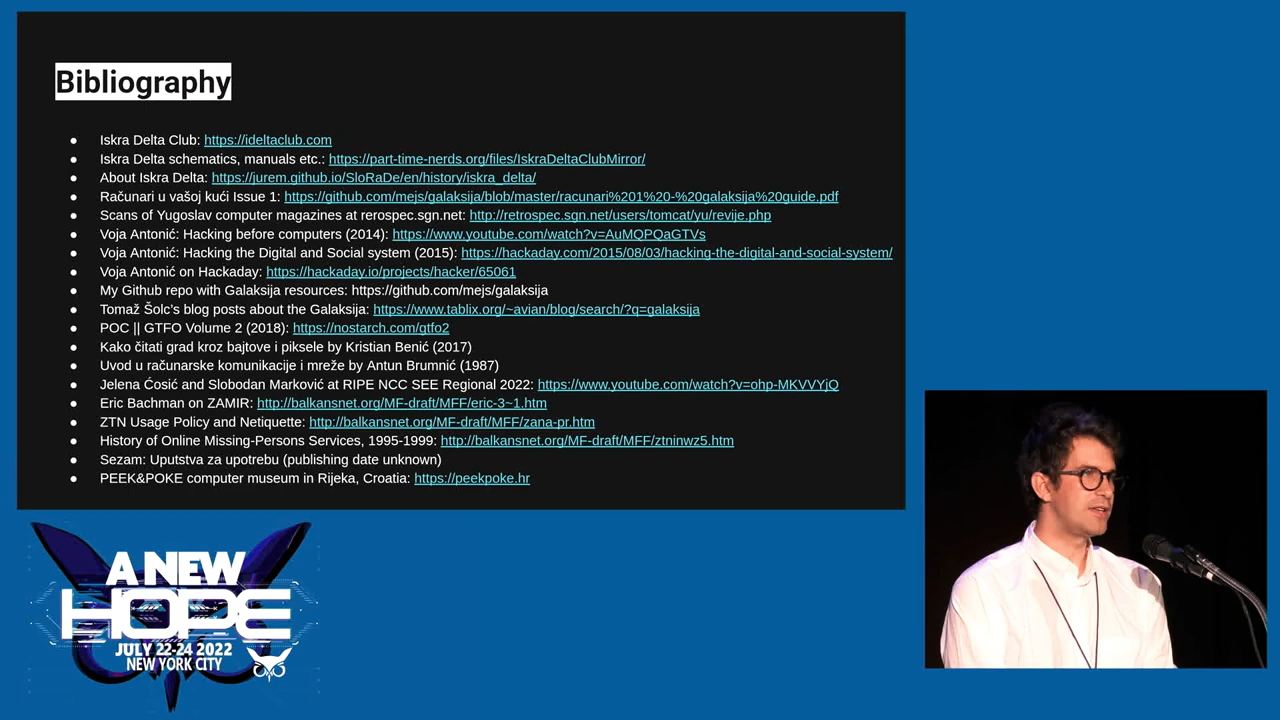 Bibliography
Iskra Delta Club: https://ideltaclub.com
Iskra Delta schematics, manuals etc.: https://part-time-nerds.org/files/IskraDeltaClubMirror/
About Iskra Delta: https://jurem.github.io/SloRaDe/en/history/iskra_delta/
Računari u vašoj kući Issue 1: https://github.com/mejs/galaksija/blob/master/racunari%201%20-%20galaksija%20guide.pdf
Scans of Yugoslav computer magazines at rerospec.sgn.net: http://retrospec.sgn.net/users/tomcat/yu/revije.php
Voja Antonić: Hacking before computers (2014): https://www.youtube.com/watch?v=AuMQPQaGTVs
Voja Antonić: Hacking the Digital and Social system (2015): https://hackaday.com/2015/08/03/hacking-the-digital-and-social-system/
Voja Antonić on Hackaday: https://hackaday.io/projects/hacker/65061
My Github repo with Galaksija resources: https://github.com/mejs/galaksija
Tomaž Šolc's blog posts about the Galaksija: https://www.tablix.org/~avian/blog/search/?q=galaksija
POC || GTFO Volume 2 (2018): https://nostarch.com/gtfo2
Kako čitati grad kroz bajtove i piksele by Kristian Benić (2017)
Uvod u računarske komunikacije i mreže by Antun Brumnić (1987)
Jelena Ćosić and Slobodan Marković at RIPE NCC SEE Regional 2022: https://www.youtube.com/watch?v=ohp-MKVVYjQ
Eric Bachman on ZAMIR: http://balkansnet.org/MF-draft/MFF/eric-3~1.htm
ZTN Usage Policy and Netiquette: http://balkansnet.org/MF-draft/MFF/zana-pr.htm
History of Online Missing-Persons Services, 1995-1999: http://balkansnet.org/MF-draft/MFF/ztninwz5.htm
Sezam: Uputstva za upotrebu (publishing date unknown)
PEEK&POKE computer museum in Rijeka, Croatia: https://peekpoke.hr
A NEW
HOPE
JULY 22-24 2022
NEW YORK CITY